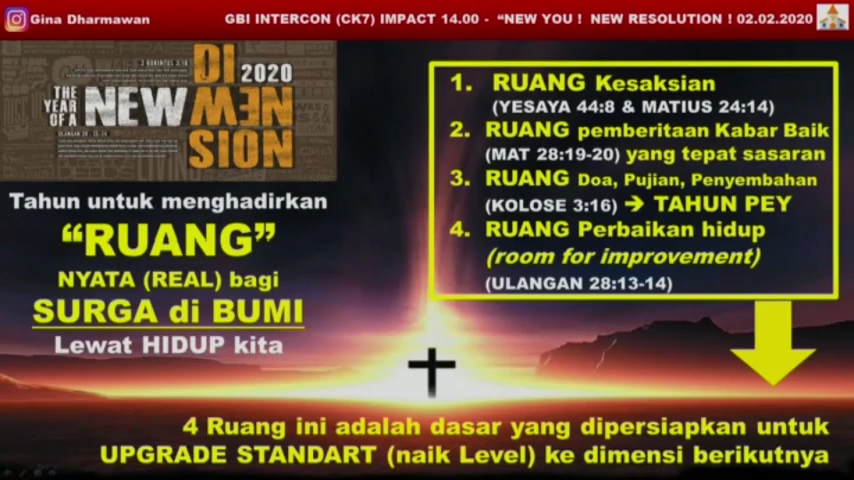 Gina Dharmawan
GBI INTERCON (CK7) IMPACT 14.00 - “NEW YOU ! NEW RESOLUTION ! 02.02.2020
THE
YEAR
OF A
NEW
DI
MEN
SION
2020
ULANGAN 28 : 13-14
Tahun untuk menghadirkan
“RUANG”
NYATA (REAL) bagi
SURGA di BUMI
Lewat HIDUP kita
1. RUANG Kesaksian
(YESAYA 44:8 & MATIUS 24:14)
2. RUANG pemberitaan Kabar Baik
(MAT 28:19-20) yang tepat sasaran
3. RUANG Doa, Pujian, Penyembahan
(KOLOSE 3:16) ➔ TAHUN PEY
4. RUANG Perbaikan hidup
(room for improvement)
(ULANGAN 28:13-14)
4 Ruang ini adalah dasar yang dipersiapkan untuk
UPGRADE STANDART (naik Level) ke dimensi berikutnya